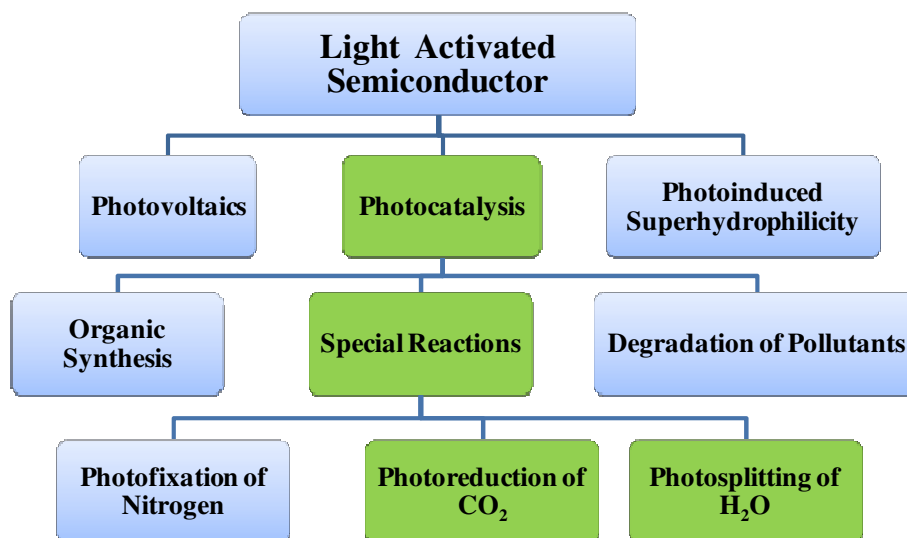 Light Activated
Semiconductor
Photovoltaics
Photocatalysis
Photoinduced
Superhydrophilicity
Organic
Synthesis
Special Reactions
Degradation of Pollutants
Photofixation of
Nitrogen
Photoreduction of
CO₂
Photosplitting of
H₂O